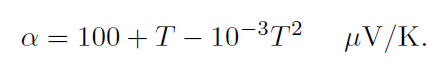 α = 100 + T − 10⁻³T² μV/K.